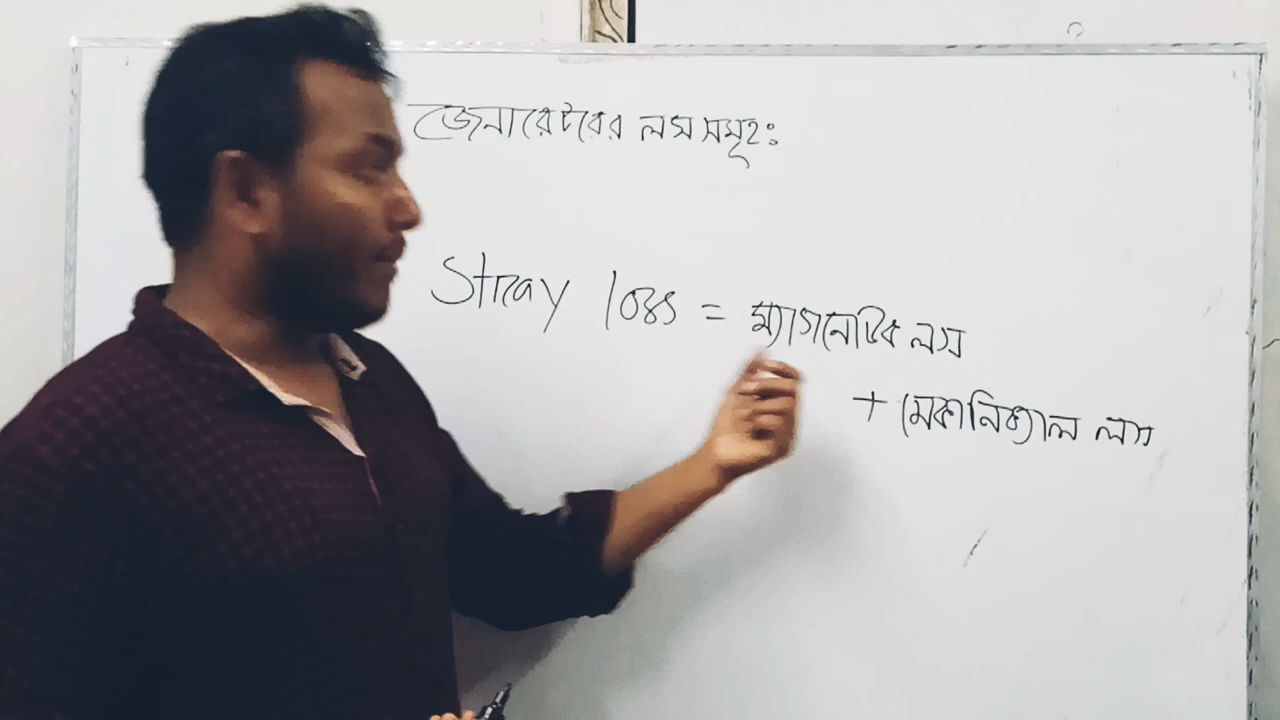 জেনারেটরের লস সমূহঃ
Stray loss = ম্যাগনেটিক লস
+ মেকানিক্যাল লস